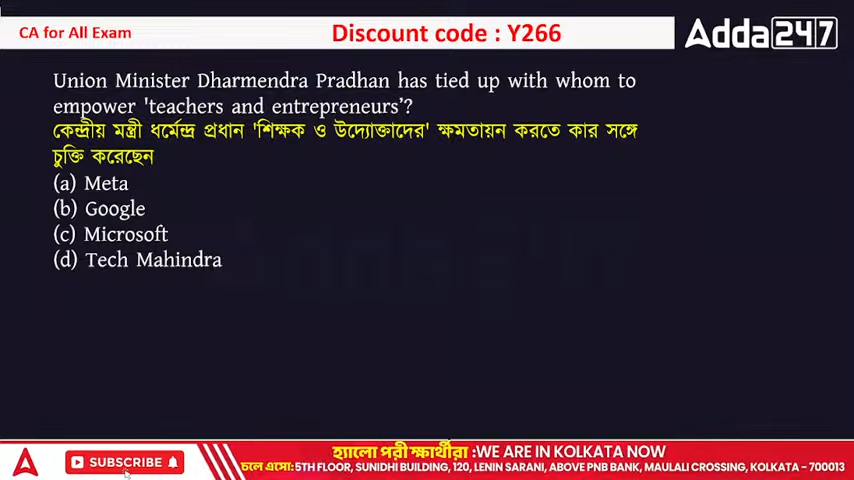 CA for All Exam
Discount code : Y266
Adda247
Union Minister Dharmendra Pradhan has tied up with whom to
empower 'teachers and entrepreneurs'?
কেন্দ্রীয় মন্ত্রী ধর্মেন্দ্র প্রধান 'শিক্ষক ও উদ্যোক্তাদের' ক্ষমতায়ন করতে কার সঙ্গে
চুক্তি করেছেন
(a) Meta
(b) Google
(c) Microsoft
(d) Tech Mahindra
SUBSCRIBE
হ্যালো পরীক্ষার্থীরা :WE ARE IN KOLKATA NOW
চলে এসো: 5TH FLOOR, SUNIDHI BUILDING, 120, LENIN SARANI, ABOVE PNB BANK, MAULALI CROSSING, KOLKATA - 700013